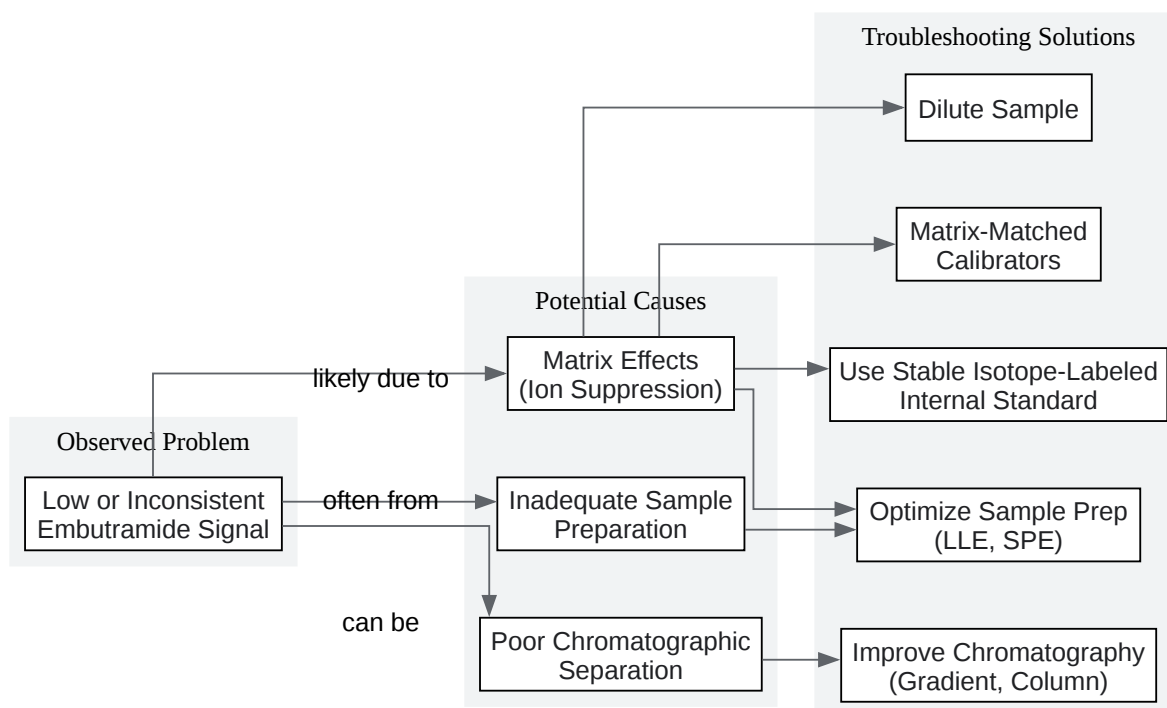 Troubleshooting Solutions
Dilute Sample
Matrix-Matched
Calibrators
Potential Causes
Matrix Effects
(Ion Suppression)
likely due to
Use Stable Isotope-Labeled
Internal Standard
Observed Problem
Low or Inconsistent
Embutramide Signal
often from
Inadequate Sample
Preparation
Optimize Sample Prep
(LLE, SPE)
can be
Poor Chromatographic
Separation
Improve Chromatography
(Gradient, Column)